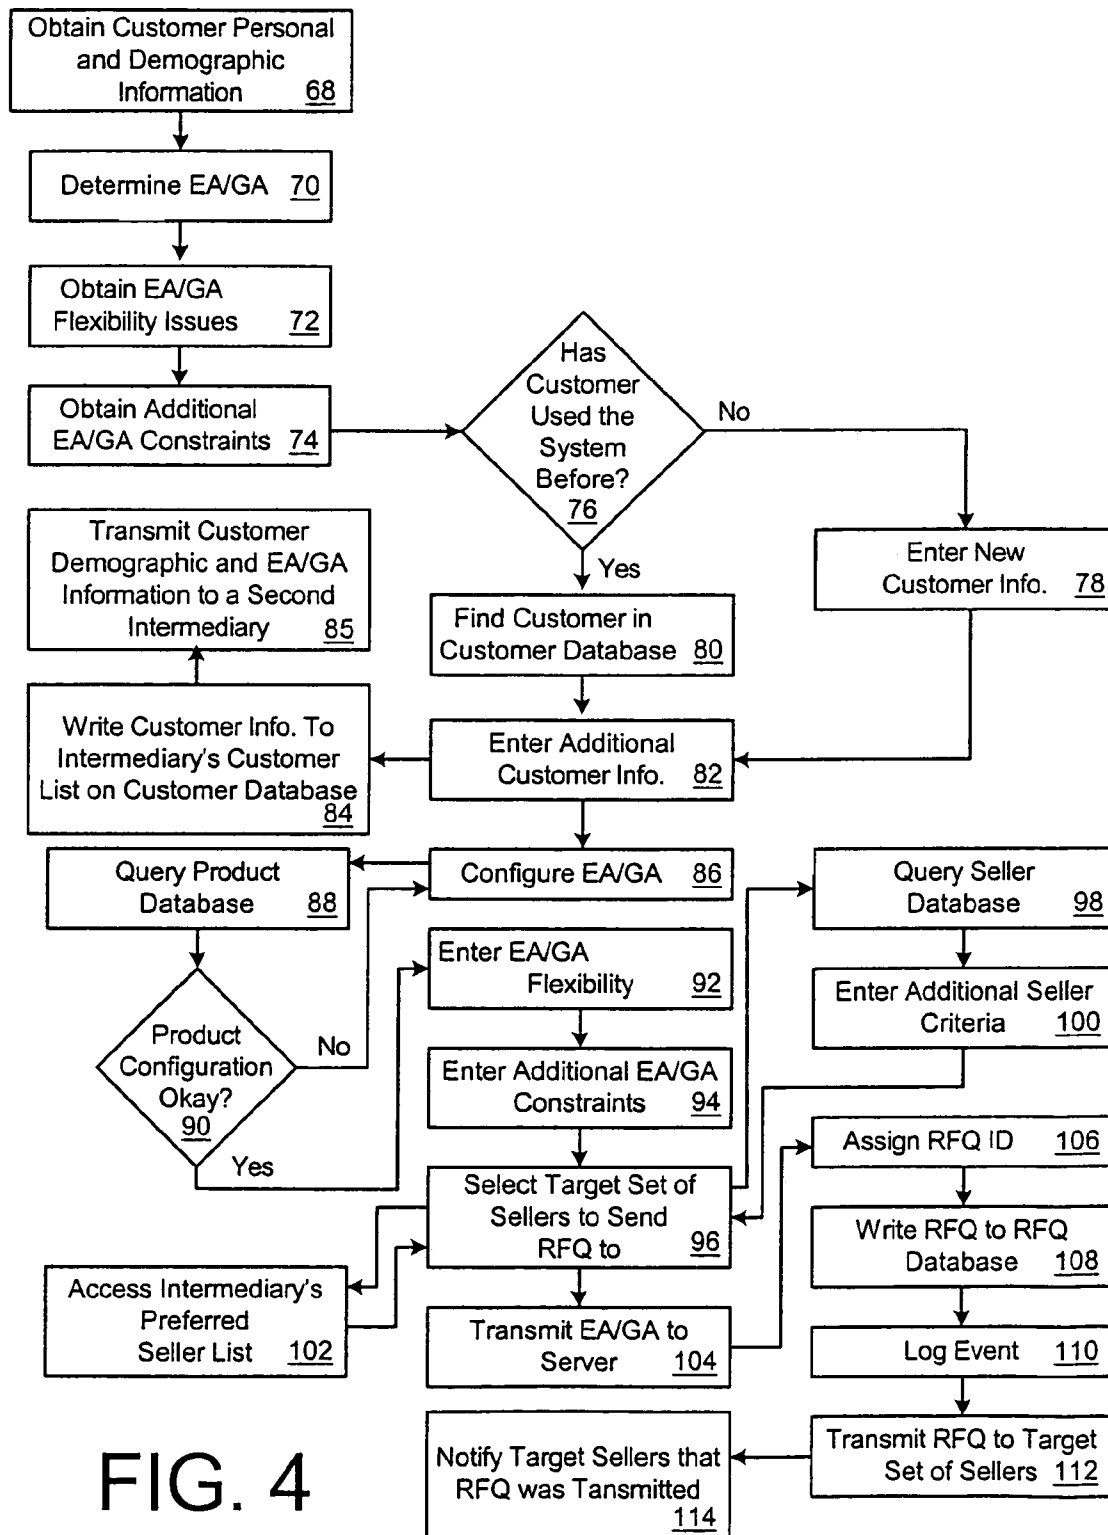 Obtain Customer Personal
and Demographic
Information 68
Determine EA/GA 70
Obtain EA/GA
Flexibility Issues 72
Obtain Additional
EA/GA Constraints 74
Has
Customer
Used the
System
Before?
76
No
Yes
Enter New
Customer Info. 78
Transmit Customer
Demographic and EA/GA
Information to a Second
Intermediary 85
Find Customer in
Customer Database 80
Write Customer Info. To
Intermediary's Customer
List on Customer Database
84
Enter Additional
Customer Info. 82
Query Product
Database 88
Configure EA/GA 86
Query Seller
Database 98
Product
Configuration
Okay?
90
No
Yes
Enter EA/GA
Flexibility 92
Enter Additional Seller
Criteria 100
Enter Additional EA/GA
Constraints 94
Select Target Set of
Sellers to Send
RFQ to 96
Assign RFQ ID 106
Write RFQ to RFQ
Database 108
Access Intermediary's
Preferred
Seller List 102
Transmit EA/GA to
Server 104
Log Event 110
Transmit RFQ to Target
Set of Sellers 112
Notify Target Sellers that
RFQ was Tansmitted
114
FIG. 4